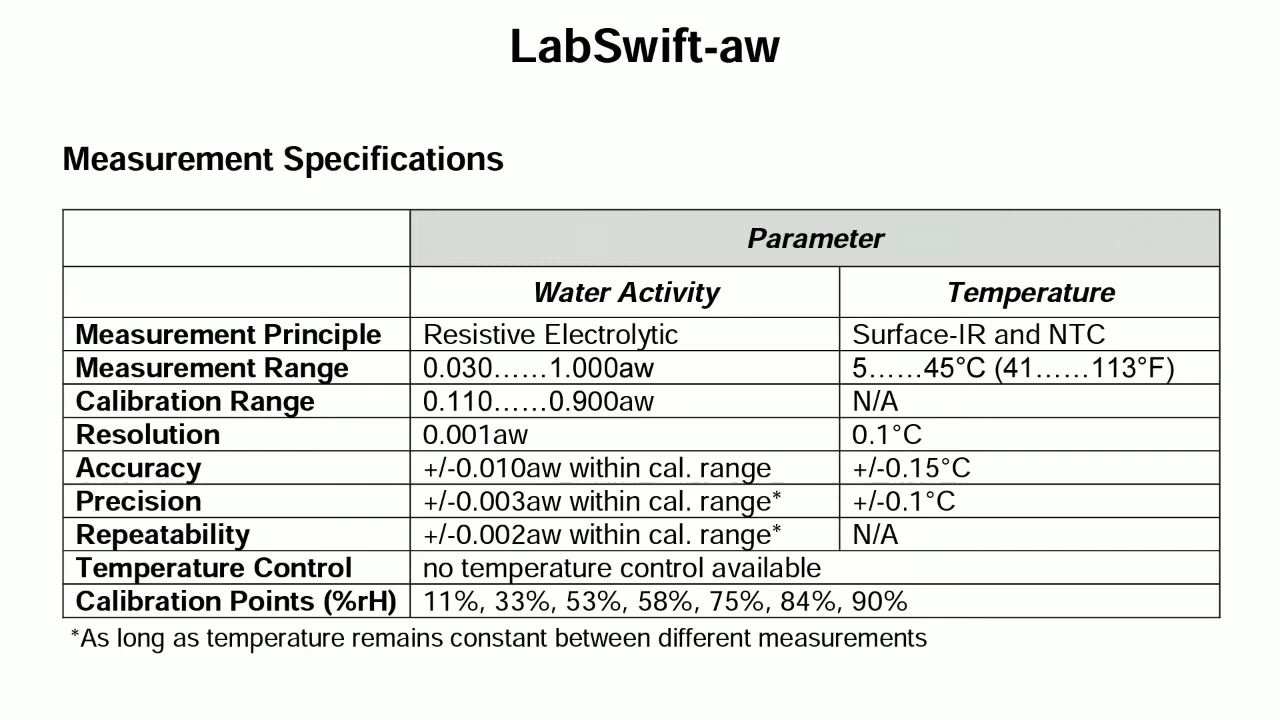 LabSwift-aw
Measurement Specifications
Parameter
Water Activity Temperature
Measurement Principle Resistive Electrolytic Surface-IR and NTC
Measurement Range 0.030……1.000aw 5……45°C (41……113°F)
Calibration Range 0.110……0.900aw N/A
Resolution 0.001aw 0.1°C
Accuracy +/-0.010aw within cal. range +/-0.15°C
Precision +/-0.003aw within cal. range* +/-0.1°C
Repeatability +/-0.002aw within cal. range* N/A
Temperature Control no temperature control available
Calibration Points (%rH) 11%, 33%, 53%, 58%, 75%, 84%, 90%
*As long as temperature remains constant between different measurements